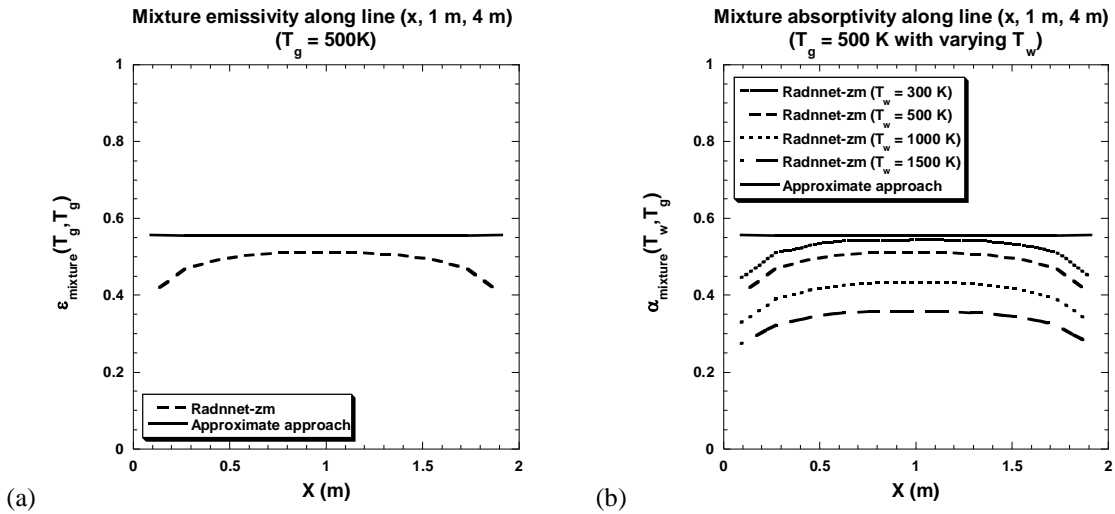 Mixture emissivity along line (x, 1 m, 4 m)
(T_g = 500K)
1
0.8
0.6
0.4
0.2
0
ε_mixture(T_g,T_g)
Radnnet-zm
Approximate approach
0 0.5 1 1.5 2
X (m)
(a)
Mixture absorptivity along line (x, 1 m, 4 m)
(T_g = 500 K with varying T_w)
1
0.8
0.6
0.4
0.2
0
α_mixture(T_w,T_g)
Radnnet-zm (T_w = 300 K)
Radnnet-zm (T_w = 500 K)
Radnnet-zm (T_w = 1000 K)
Radnnet-zm (T_w = 1500 K)
Approximate approach
0 0.5 1 1.5 2
X (m)
(b)